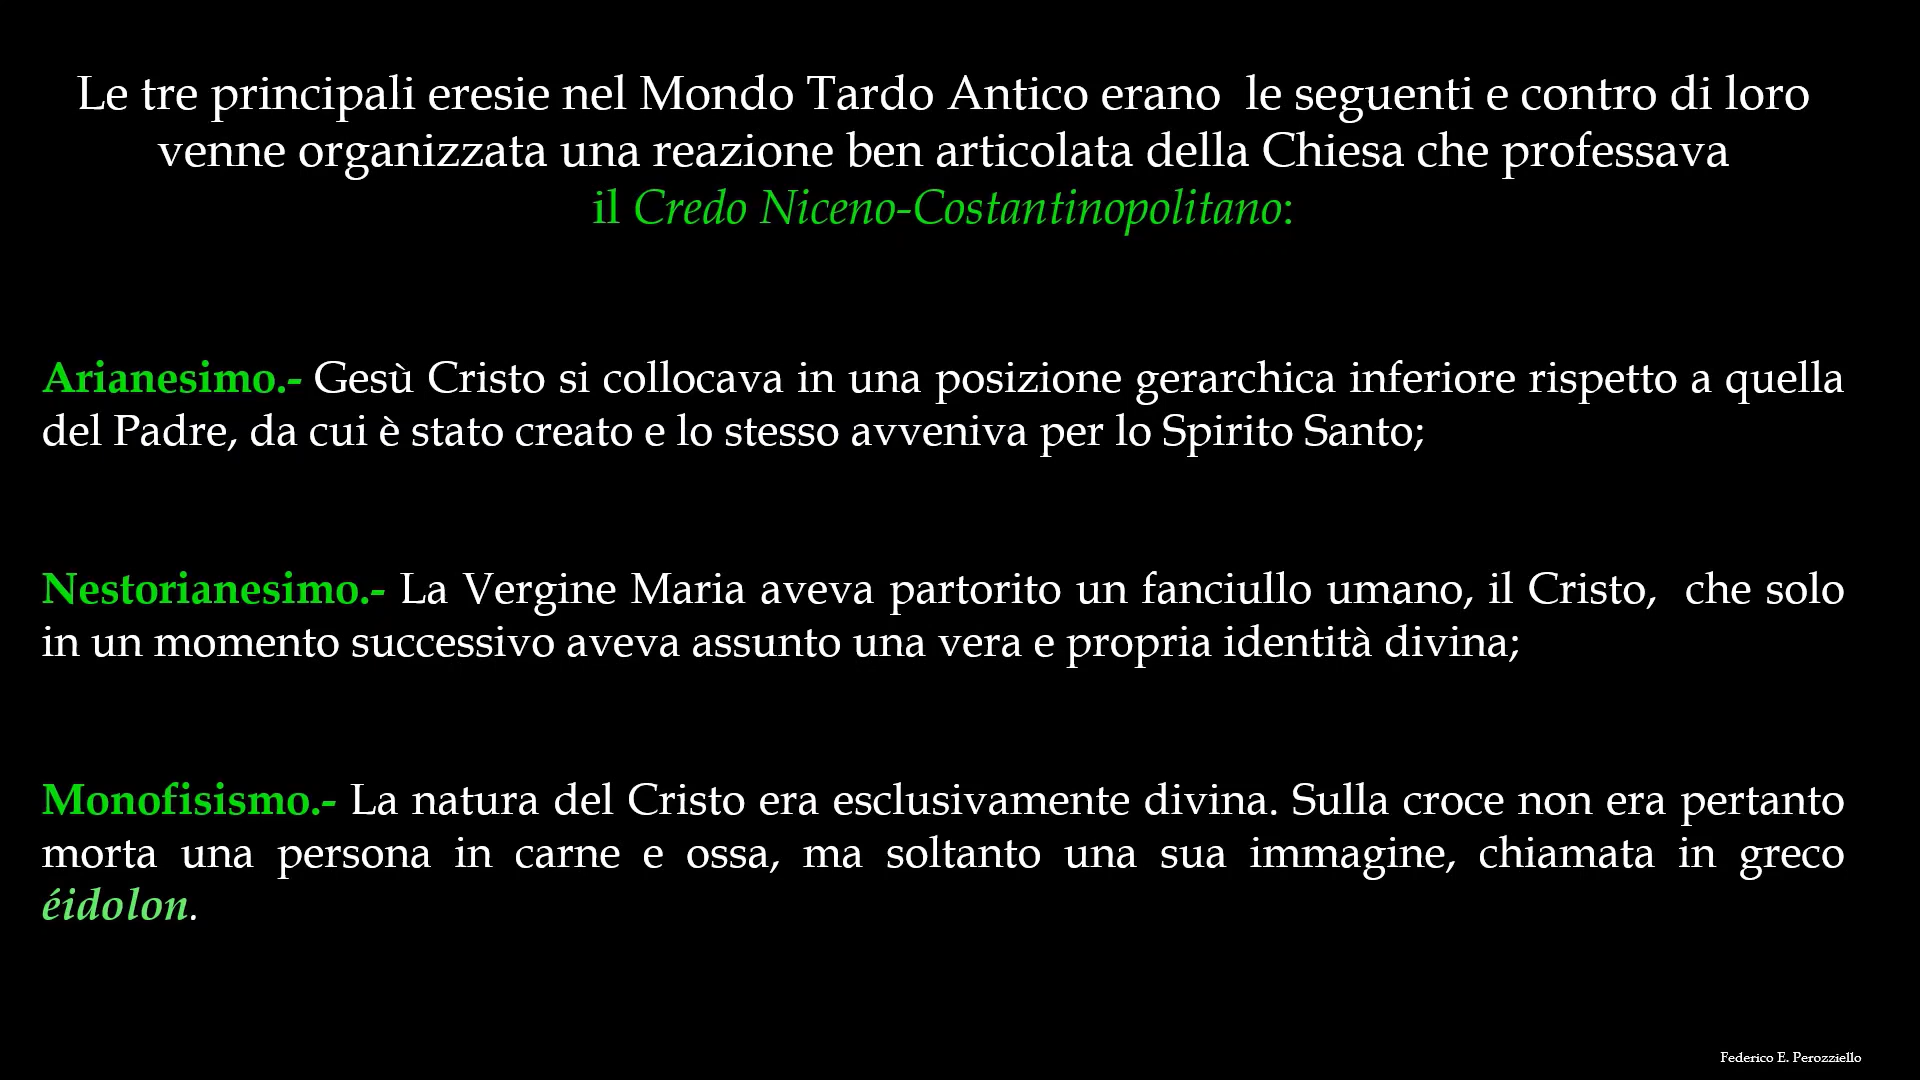 Le tre principali eresie nel Mondo Tardo Antico erano  le seguenti e contro di loro
venne organizzata una reazione ben articolata della Chiesa che professava
il Credo Niceno-Costantinopolitano:
Arianesimo.- Gesù Cristo si collocava in una posizione gerarchica inferiore rispetto a quella
del Padre, da cui è stato creato e lo stesso avveniva per lo Spirito Santo;
Nestorianesimo.- La Vergine Maria aveva partorito un fanciullo umano, il Cristo,  che solo
in un momento successivo aveva assunto una vera e propria identità divina;
Monofisismo.- La natura del Cristo era esclusivamente divina. Sulla croce non era pertanto
morta una persona in carne e ossa, ma soltanto una sua immagine, chiamata in greco
éidolon.
Federico E. Perozziello